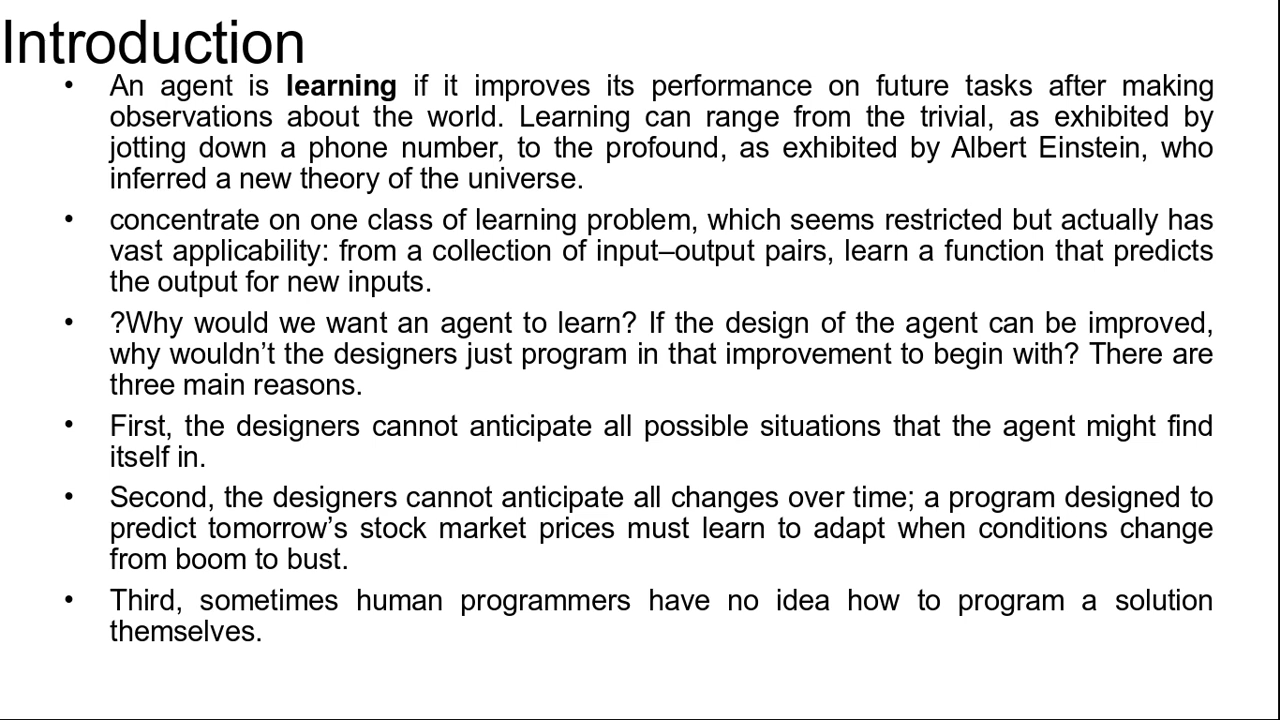 Introduction
• An agent is learning if it improves its performance on future tasks after making
observations about the world. Learning can range from the trivial, as exhibited by
jotting down a phone number, to the profound, as exhibited by Albert Einstein, who
inferred a new theory of the universe.
• concentrate on one class of learning problem, which seems restricted but actually has
vast applicability: from a collection of input–output pairs, learn a function that predicts
the output for new inputs.
• ?Why would we want an agent to learn? If the design of the agent can be improved,
why wouldn’t the designers just program in that improvement to begin with? There are
three main reasons.
• First, the designers cannot anticipate all possible situations that the agent might find
itself in.
• Second, the designers cannot anticipate all changes over time; a program designed to
predict tomorrow’s stock market prices must learn to adapt when conditions change
from boom to bust.
• Third, sometimes human programmers have no idea how to program a solution
themselves.